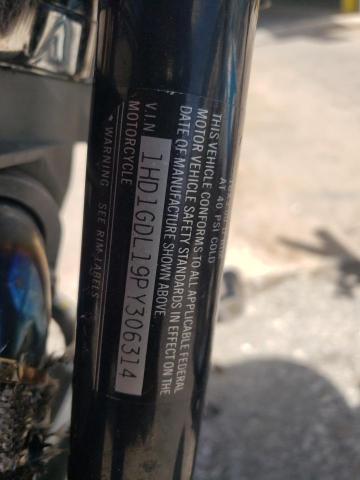 AT 40 PSI COLD
THIS VEHICLE CONFORMS TO ALL APPLICABLE FEDERAL
MOTOR VEHICLE SAFETY STANDARDS IN EFFECT ON THE
DATE OF MANUFACTURE SHOWN ABOVE.
V.I.N 1HD1GDL19PY306314
MOTORCYCLE
WARNING SEE RIM LABELS